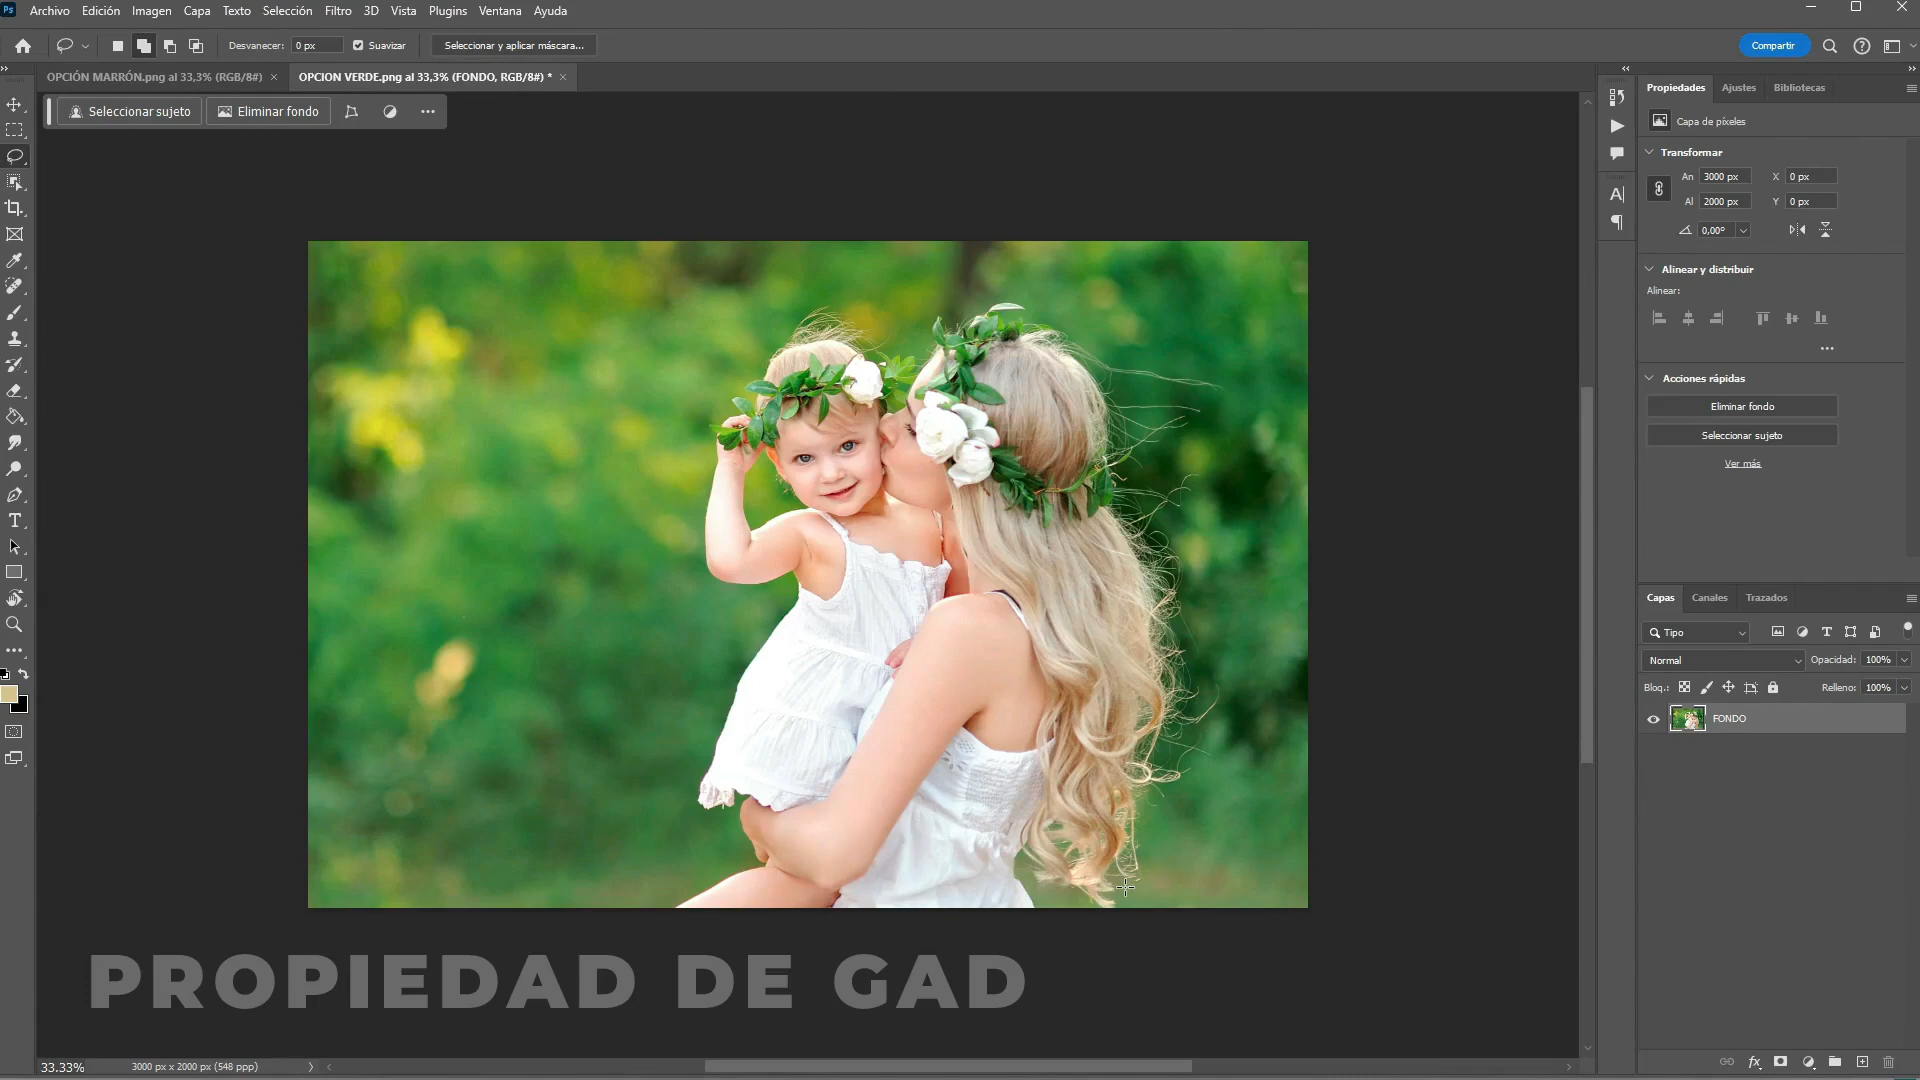 Ps Archivo Edición Imagen Capa Texto Selección Filtro 3D Vista Plugins Ventana Ayuda
Desvanecer: 0 px Suavizar Seleccionar y aplicar máscara... Compartir
OPCIÓN MARRÓN.png al 33,3% (RGB/8#) × OPCION VERDE.png al 33,3% (FONDO, RGB/8#) * ×
Seleccionar sujeto Eliminar fondo
Propiedades Ajustes Bibliotecas
Capa de píxeles
Transformar
An 3000 px X 0 px
Al 2000 px Y 0 px
0,00°
Alinear y distribuir
Alinear:
Acciones rápidas
Eliminar fondo
Seleccionar sujeto
Ver más
Capas Canales Trazados
Tipo
Normal Opacidad: 100%
Bloq.: Relleno: 100%
FONDO
PROPIEDAD DE GAD
33.33% 3000 px x 2000 px (548 ppp)